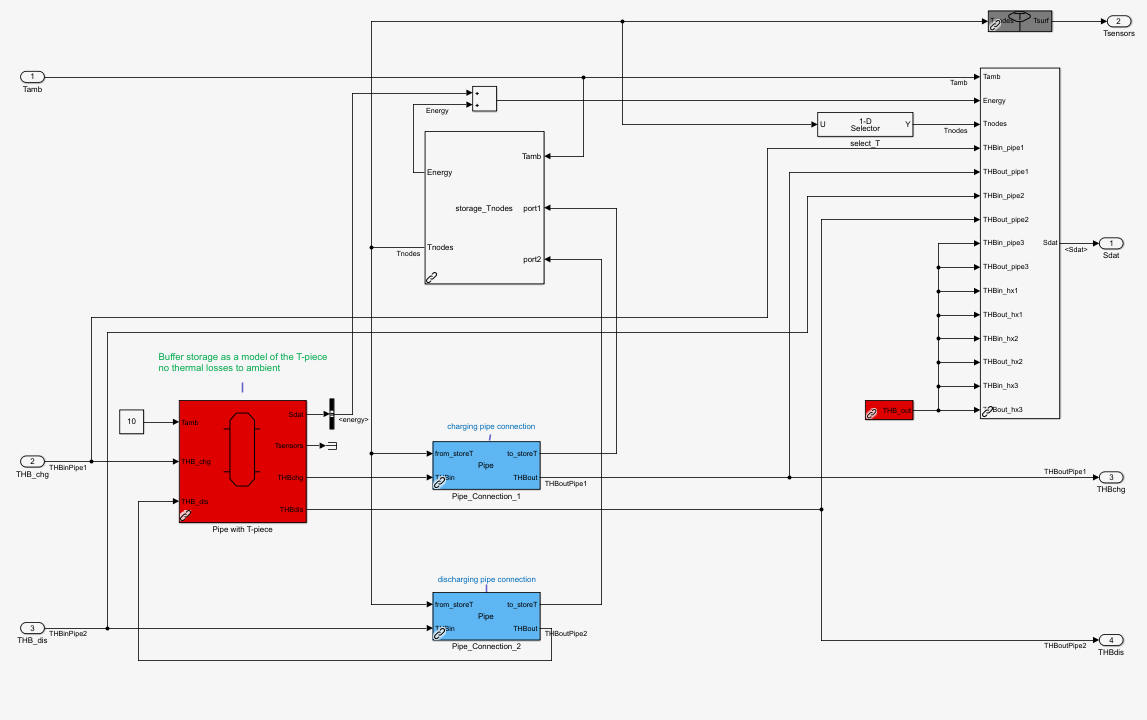 Tnodes
Tsurf
2
Tsensors
1
Tamb
Tamb
Tamb
+
+
Energy
Energy
U
1-D
Selector
Y
select_T
Tnodes
Tnodes
THBin_pipe1
THBout_pipe1
THBin_pipe2
THBout_pipe2
THBin_pipe3
THBout_pipe3
THBin_hx1
THBout_hx1
THBin_hx2
THBout_hx2
THBin_hx3
THBout_hx3
Sdat
<Sdat>
1
Sdat
Tamb
Energy
storage_Tnodes
port1
Tnodes
Tnodes
port2
Buffer storage as a model of the T-piece
no thermal losses to ambient
10
Tamb
Sdat
<energy>
THB_out
Tsensors
2
THB_chg
THBinPipe1
THB_chg
THBchg
THB_dis
THBdis
Pipe with T-piece
charging pipe connection
from_storeT
to_storeT
Pipe
THBin
THBout
THBoutPipe1
Pipe_Connection_1
THBoutPipe1
3
THBchg
discharging pipe connection
from_storeT
to_storeT
Pipe
THBin
THBout
THBoutPipe2
Pipe_Connection_2
3
THB_dis
THBinPipe2
THBoutPipe2
4
THBdis